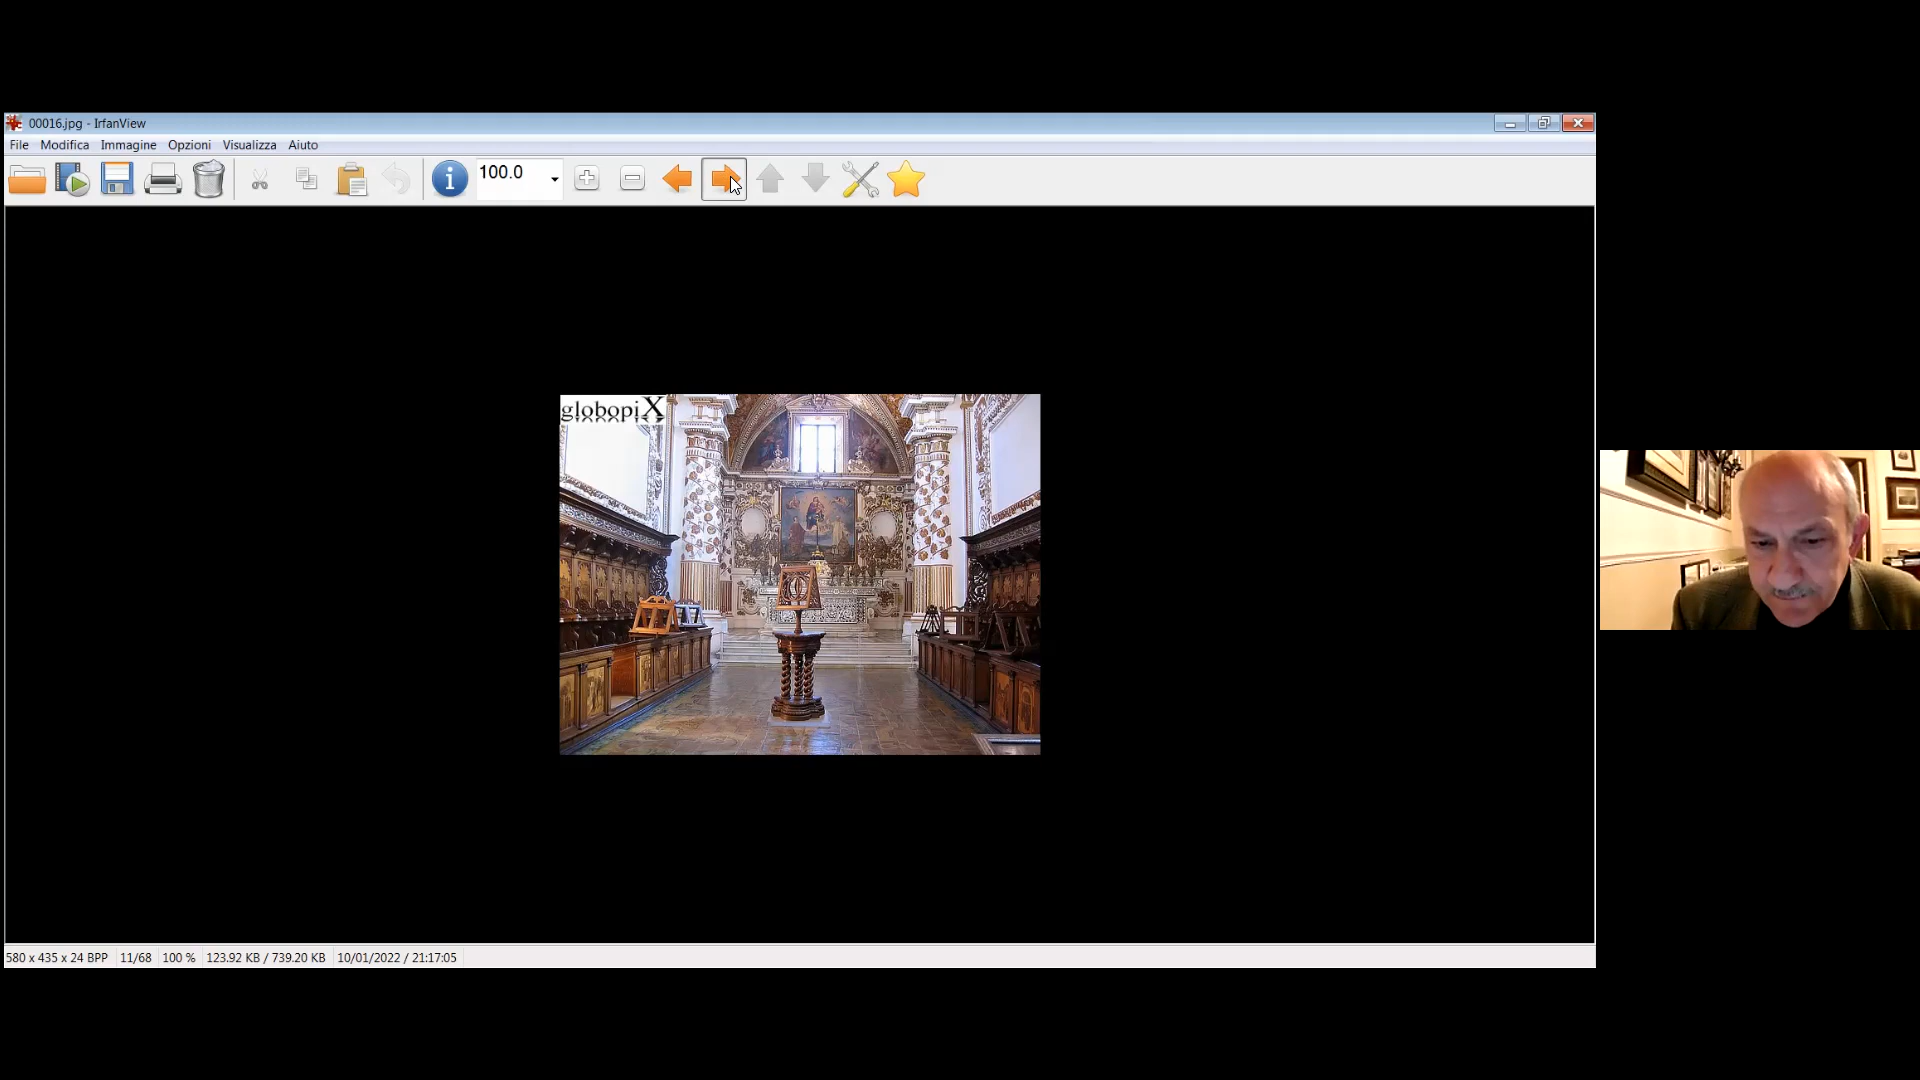 00016.jpg - IrfanView
File Modifica Immagine Opzioni Visualizza Aiuto
100.0
globopiX
580 x 435 x 24 BPP 11/68 100 % 123.92 KB / 739.20 KB 10/01/2022 / 21:17:05